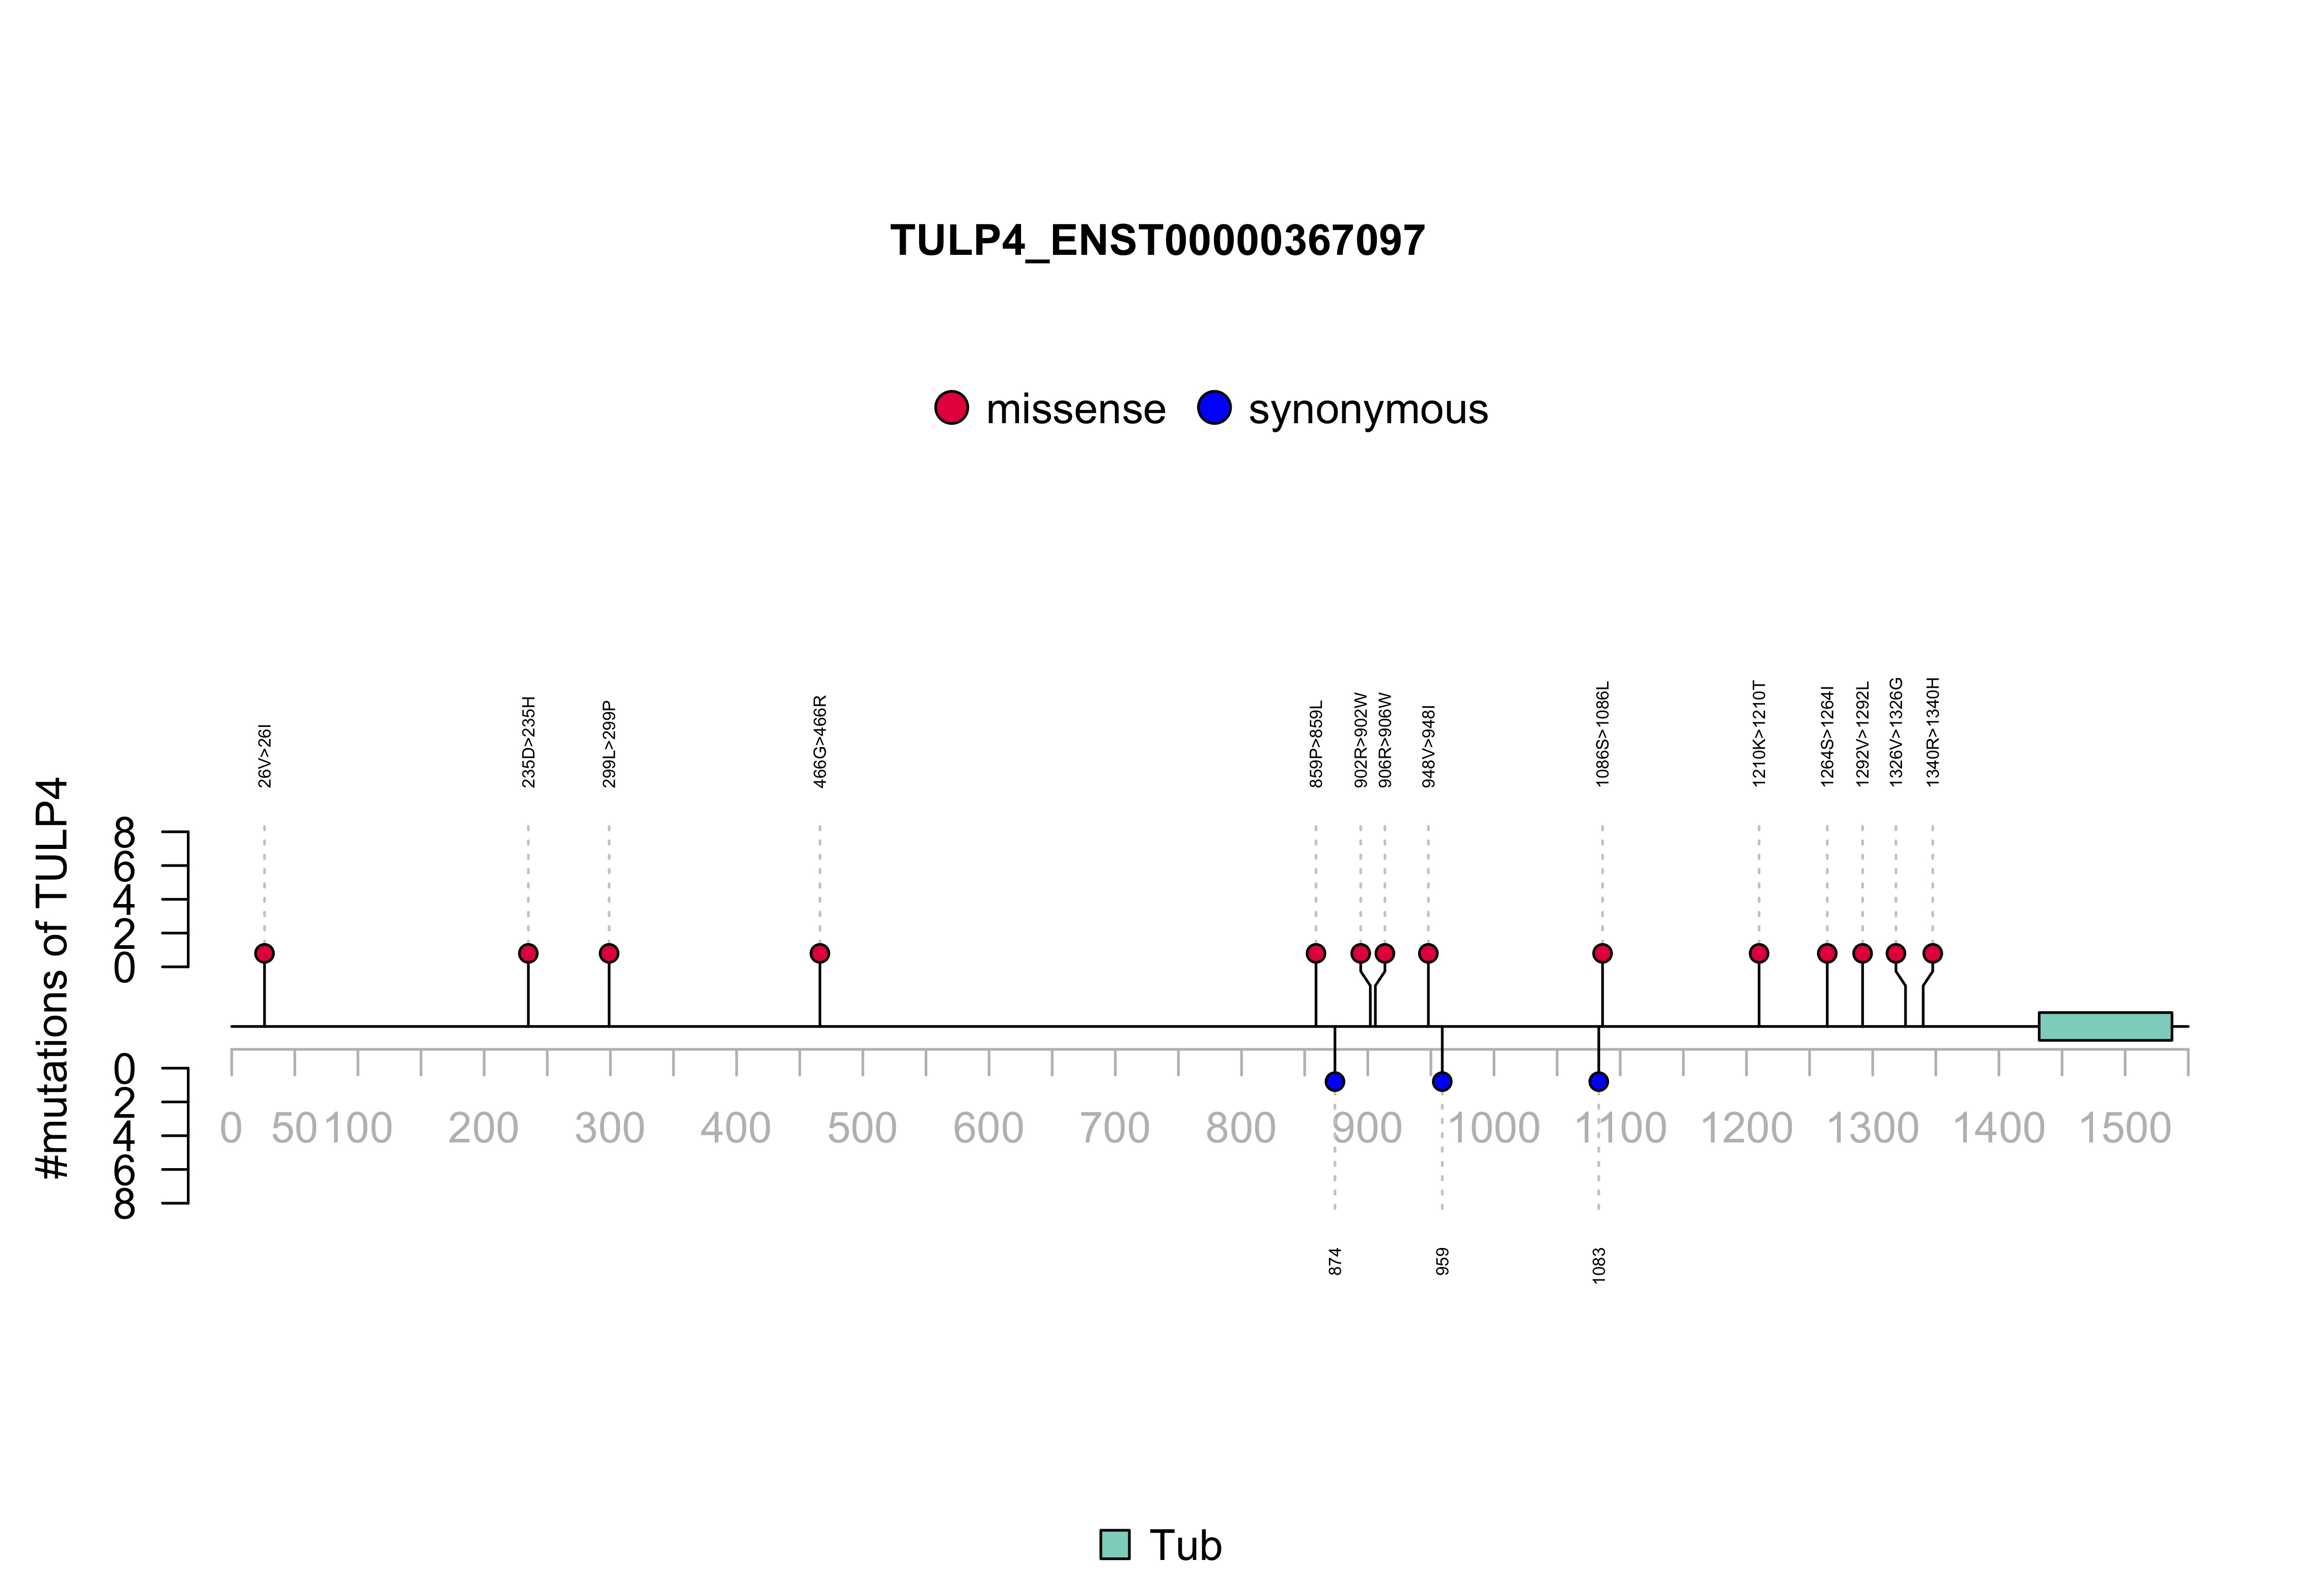 TULP4_ENST00000367097
missense
synonymous
26V>26I
235D>235H
299L>299P
466G>466R
859P>859L
902R>902W
906R>906W
948V>948I
1086S>1086L
1210K>1210T
1264S>1264I
1292V>1292L
1326V>1326G
1340R>1340H
#mutations of TULP4
8
6
4
2
0
0
2
4
6
8
0 50 100 200 300 400 500 600 700 800 900 1000 1100 1200 1300 1400 1500
874
959
1083
Tub